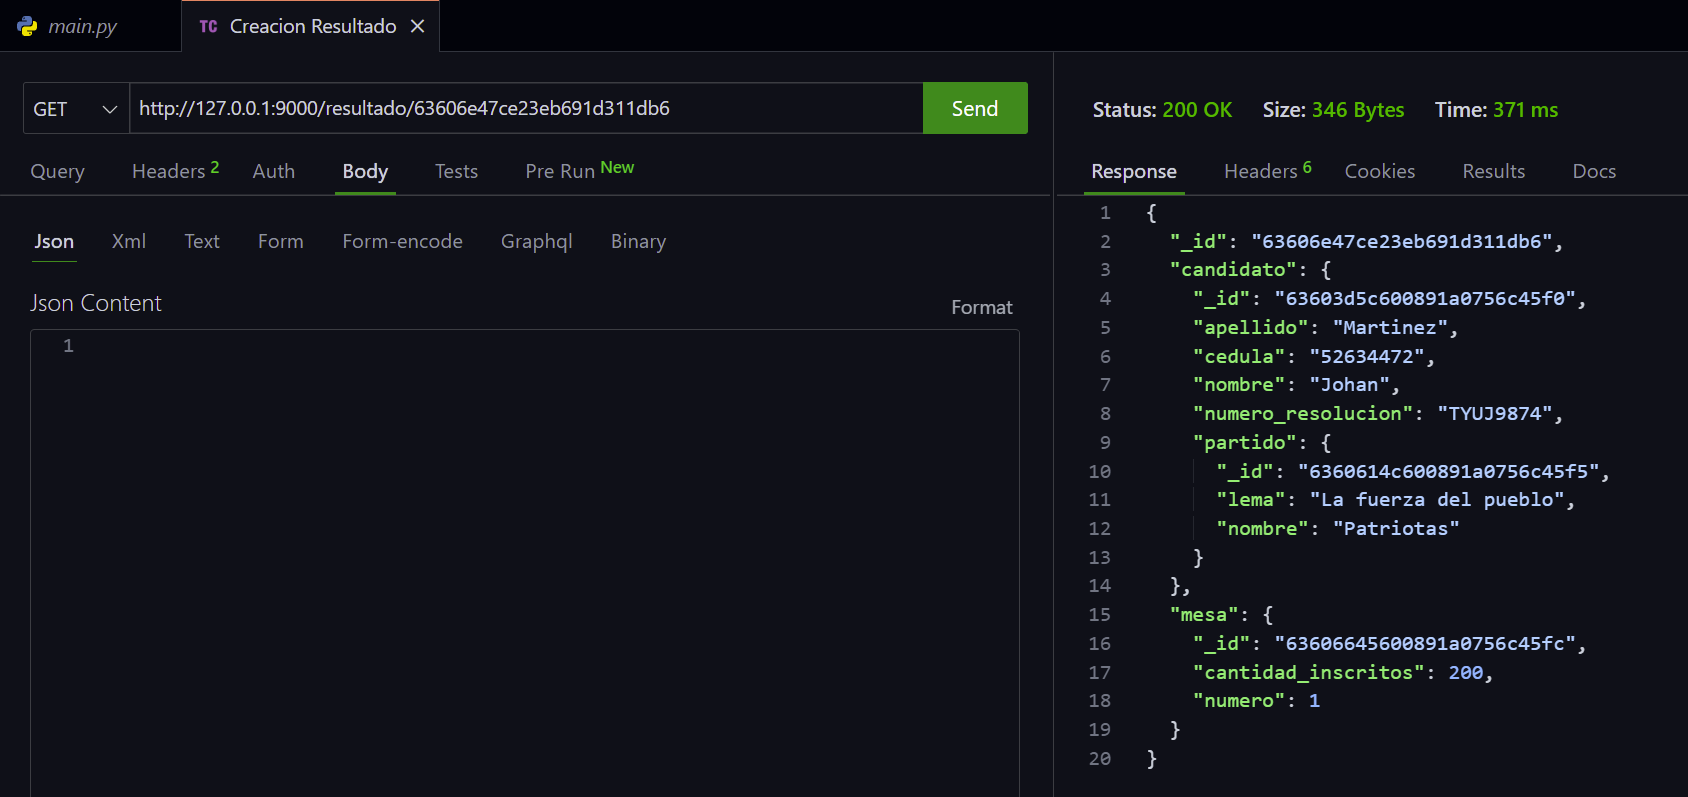 main.py
TC Creacion Resultado
GET http://127.0.0.1:9000/resultado/63606e47ce23eb691d311db6 Send
Query Headers 2 Auth Body Tests Pre Run New
Json Xml Text Form Form-encode Graphql Binary
Json Content Format
1
Status: 200 OK Size: 346 Bytes Time: 371 ms
Response Headers 6 Cookies Results Docs
1 {
2 "_id": "63606e47ce23eb691d311db6",
3 "candidato": {
4 "_id": "63603d5c600891a0756c45f0",
5 "apellido": "Martinez",
6 "cedula": "52634472",
7 "nombre": "Johan",
8 "numero_resolucion": "TYUJ9874",
9 "partido": {
10 "_id": "6360614c600891a0756c45f5",
11 "lema": "La fuerza del pueblo",
12 "nombre": "Patriotas"
13 }
14 },
15 "mesa": {
16 "_id": "63606645600891a0756c45fc",
17 "cantidad_inscritos": 200,
18 "numero": 1
19 }
20 }